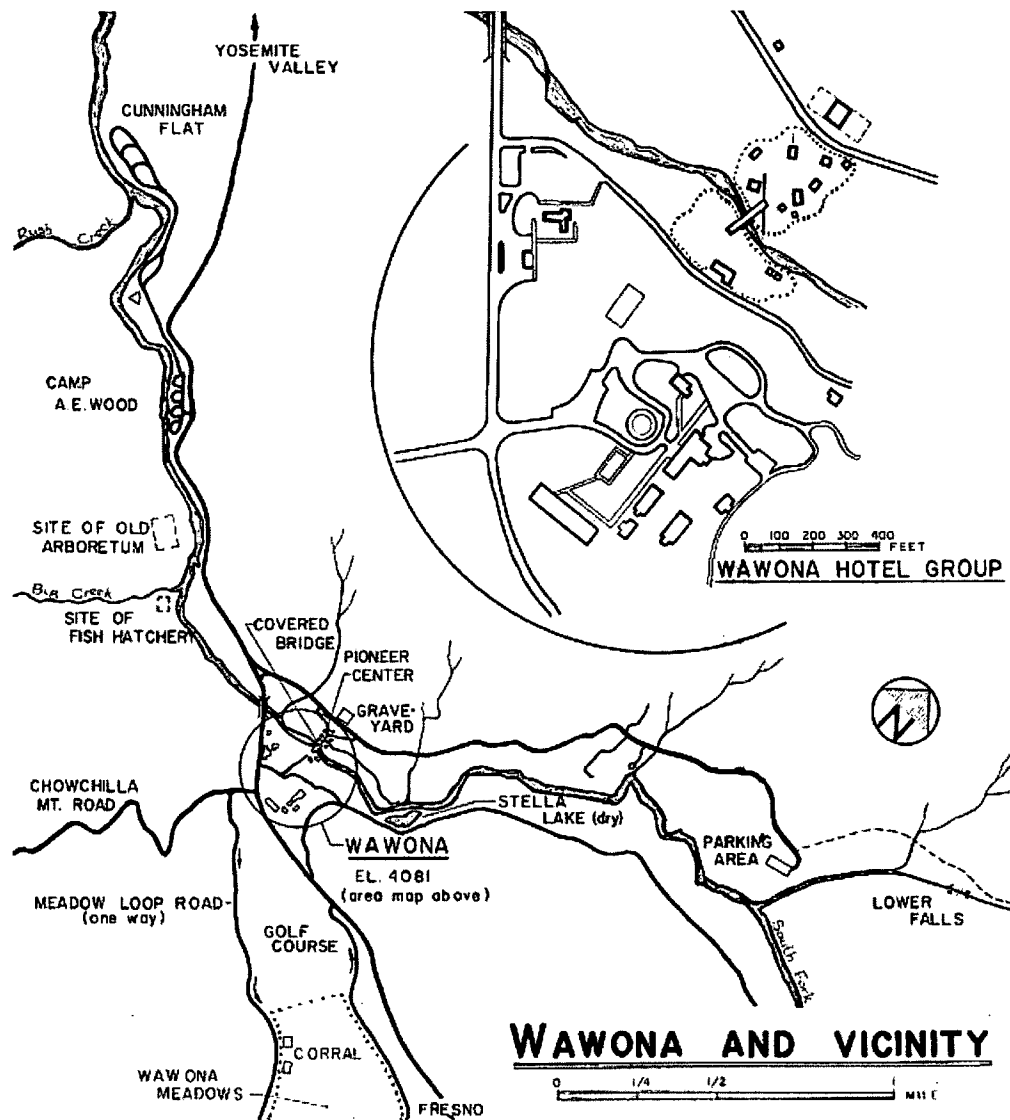 YOSEMITE
VALLEY
CUNNINGHAM
FLAT
Rush Creek
CAMP
A.E. WOOD
SITE OF OLD
ARBORETUM
Big Creek
SITE OF
FISH HATCHERY
0 100 200 300 400
FEET
WAWONA HOTEL GROUP
COVERED
BRIDGE
PIONEER
CENTER
GRAVE-
YARD
N
CHOWCHILLA
MT. ROAD
STELLA
LAKE (dry)
WAWONA
EL. 4081
(area map above)
PARKING
AREA
MEADOW LOOP ROAD
(one way)
LOWER
FALLS
GOLF
COURSE
South Fork
CORRAL
WAWONA
MEADOWS
FRESNO
WAWONA AND VICINITY
0 1/4 1/2
MILE